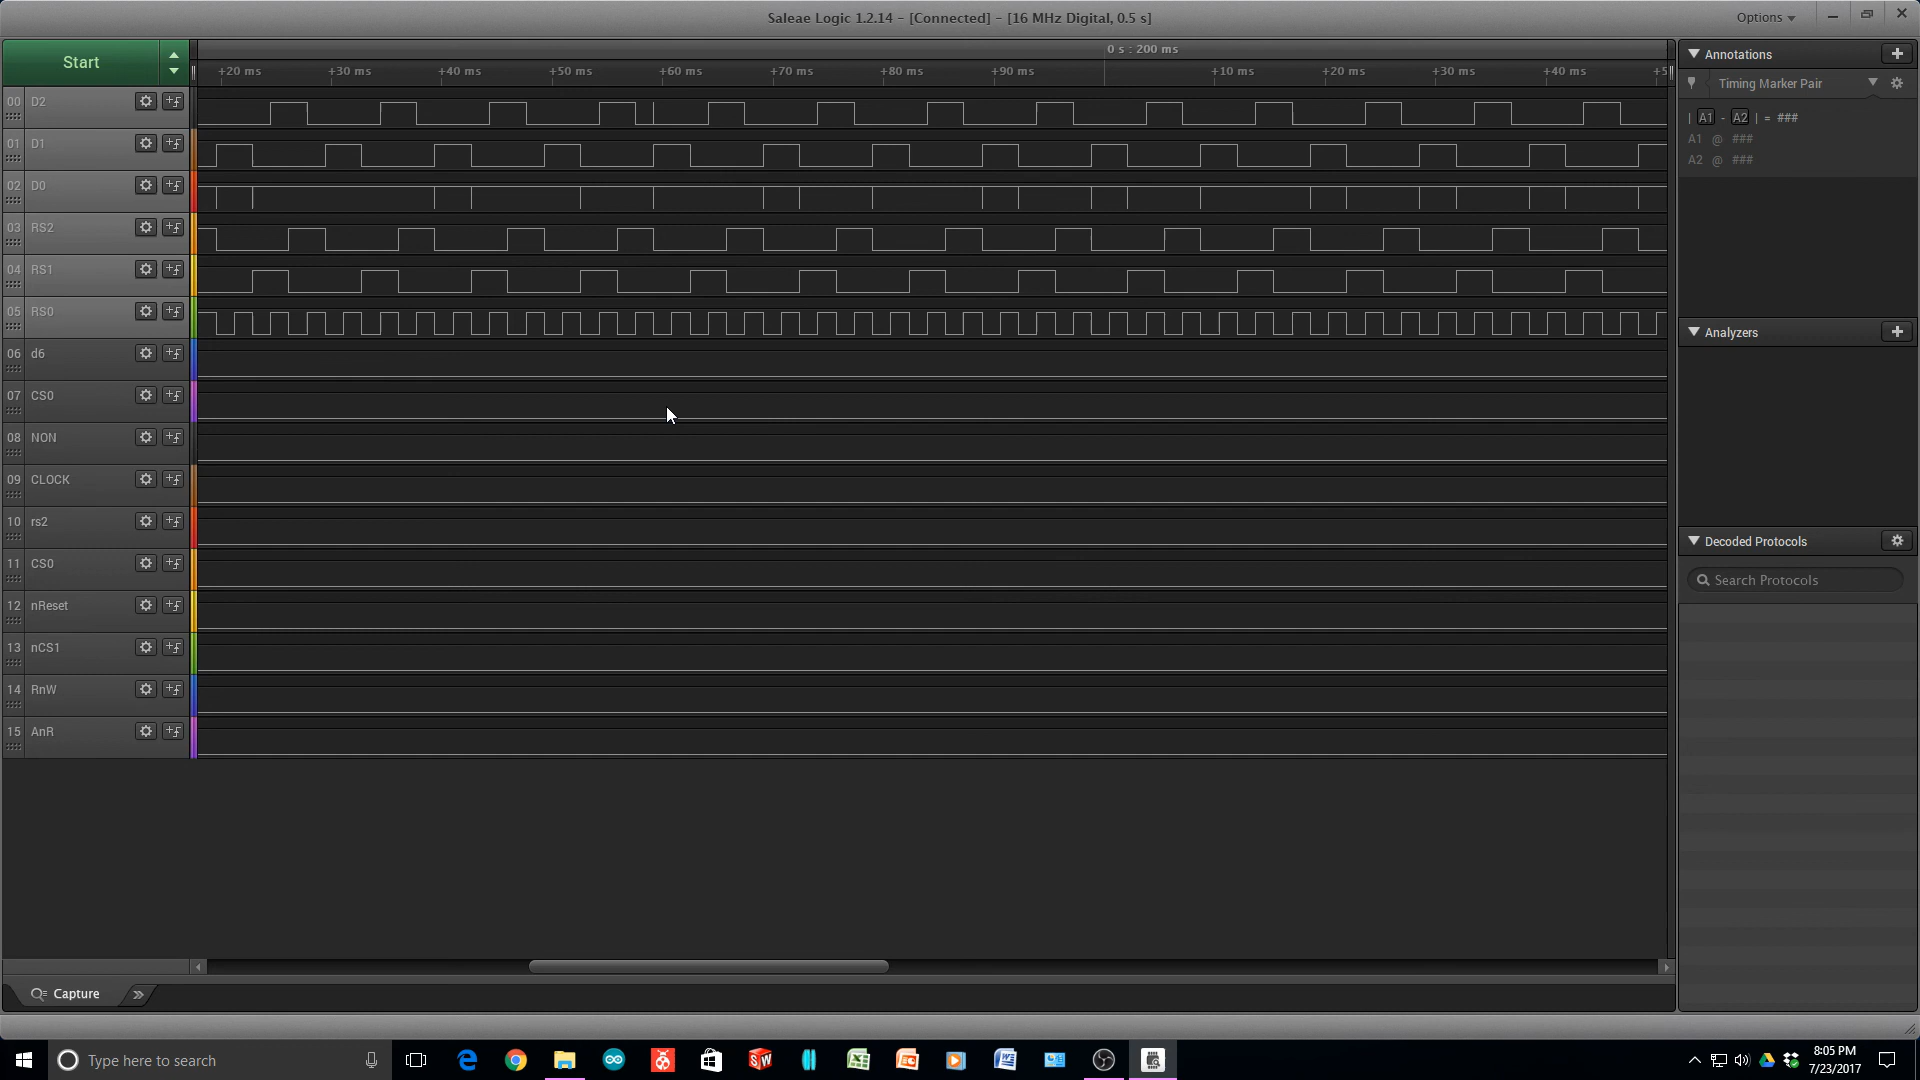 Saleae Logic 1.2.14 - [Connected] - [16 MHz Digital, 0.5 s]
Options
Start
0 s : 200 ms
+20 ms +30 ms +40 ms +50 ms +60 ms +70 ms +80 ms +90 ms +10 ms +20 ms +30 ms +40 ms +5
00 D2
01 D1
02 D0
03 RS2
04 RS1
05 RS0
06 d6
07 CS0
08 NON
09 CLOCK
10 rs2
11 CS0
12 nReset
13 nCS1
14 RnW
15 AnR
Annotations
Timing Marker Pair
| A1 - A2 | = ###
A1 @ ###
A2 @ ###
Analyzers
Decoded Protocols
Search Protocols
Capture
Type here to search
8:05 PM
7/23/2017